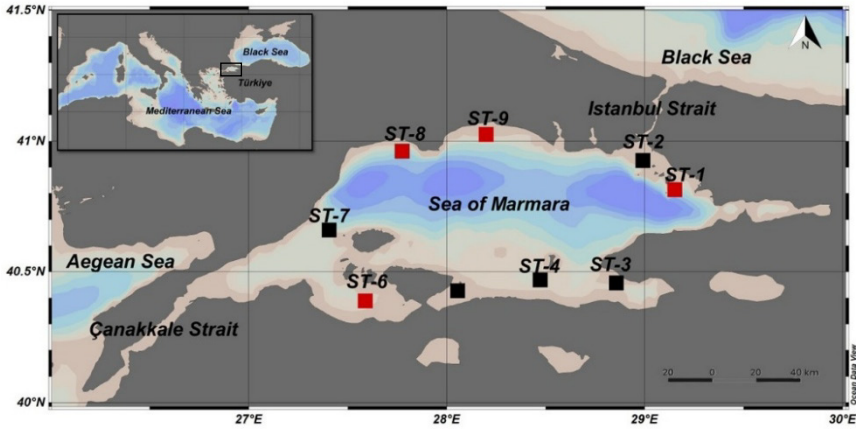 41.5°N
Black Sea
Türkiye
Mediterranean Sea
Black Sea
N
Istanbul Strait
41°N
ST-8
ST-9
ST-2
ST-1
Sea of Marmara
ST-7
Aegean Sea
40.5°N
ST-6
ST-4
ST-3
Çanakkale Strait
20 0 20 40 km
40°N
27°E 28°E 29°E 30°E
Ocean Data View